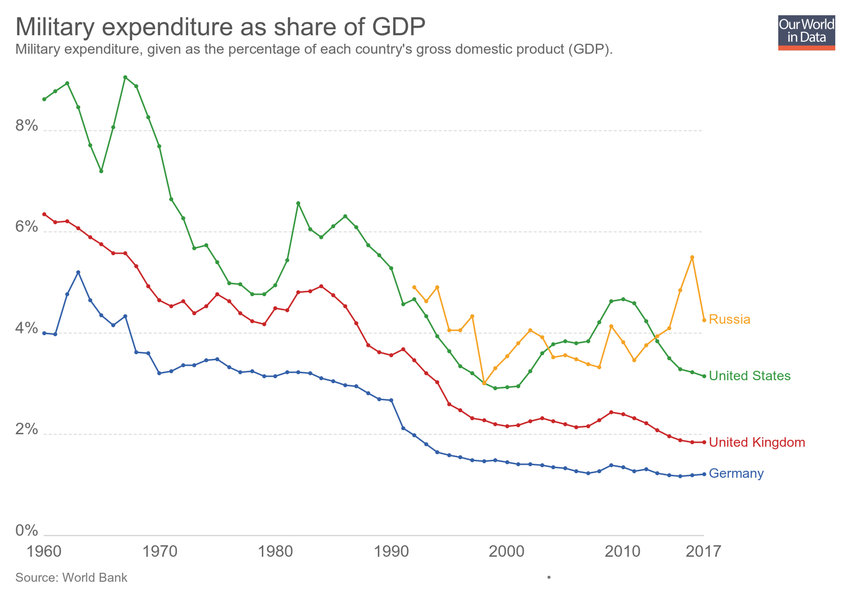 Military expenditure as share of GDP
Military expenditure, given as the percentage of each country's gross domestic product (GDP).
Our World
in Data
8%
6%
4%
2%
0%
Russia
United States
United Kingdom
Germany
1960 1970 1980 1990 2000 2010 2017
Source: World Bank